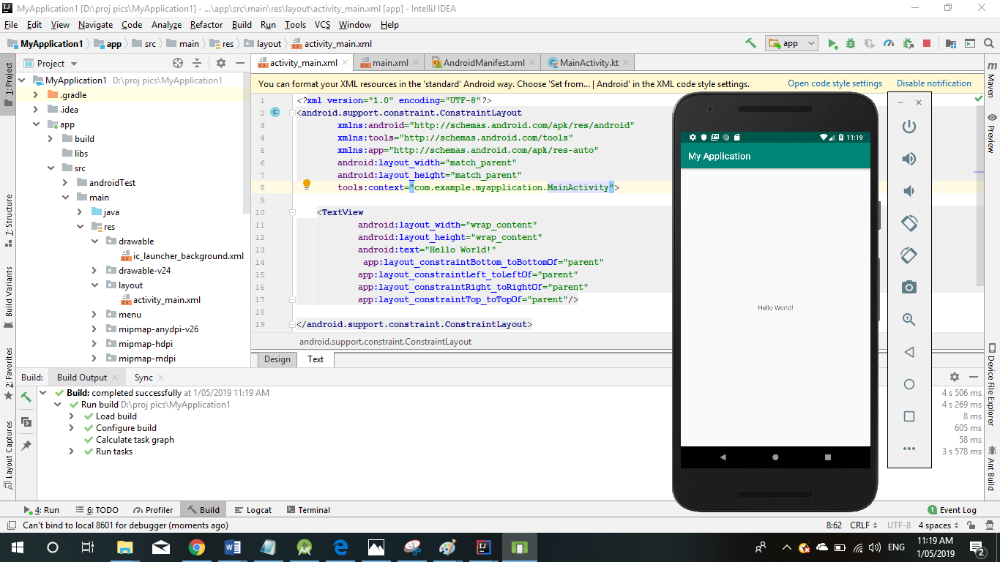 MyApplication1 [D:\proj pics\MyApplication1] - ...\app\src\main\res\layout\activity_main.xml [app] - IntelliJ IDEA
File Edit View Navigate Code Analyze Refactor Build Run Tools VCS Window Help
MyApplication1 app src main res layout activity_main.xml
app
1: Project
7: Structure
Build Variants
2: Favorites
Layout Captures
Project
MyApplication1 D:\proj pics\MyApplication1
.gradle
.idea
app
build
libs
src
androidTest
main
java
res
drawable
ic_launcher_background.xml
drawable-v24
layout
activity_main.xml
menu
mipmap-anydpi-v26
mipmap-hdpi
mipmap-mdpi
activity_main.xml main.xml AndroidManifest.xml MainActivity.kt
You can format your XML resources in the 'standard' Android way. Choose 'Set from... | Android' in the XML code style settings. Open code style settings Disable notification
1 <?xml version="1.0" encoding="UTF-8"?>
2 <android.support.constraint.ConstraintLayout
3 xmlns:android="http://schemas.android.com/apk/res/android"
4 xmlns:tools="http://schemas.android.com/tools"
5 xmlns:app="http://schemas.android.com/apk/res-auto"
6 android:layout_width="match_parent"
7 android:layout_height="match_parent"
8 tools:context="com.example.myapplication.MainActivity">
9
10 <TextView
11 android:layout_width="wrap_content"
12 android:layout_height="wrap_content"
13 android:text="Hello World!"
14 app:layout_constraintBottom_toBottomOf="parent"
15 app:layout_constraintLeft_toLeftOf="parent"
16 app:layout_constraintRight_toRightOf="parent"
17 app:layout_constraintTop_toTopOf="parent"/>
18
19 </android.support.constraint.ConstraintLayout>
android.support.constraint.ConstraintLayout
Design Text
11:19
My Application
Hello World!
Maven
Preview
Device File Explorer
Ant Build
Build: Build Output Sync
Build: completed successfully at 1/05/2019 11:19 AM 4 s 506 ms
Run build D:\proj pics\MyApplication1 4 s 269 ms
Load build 8 ms
Configure build 605 ms
Calculate task graph 58 ms
Run tasks 3 s 578 ms
4: Run 6: TODO Profiler Build Logcat Terminal 1 Event Log
Can't bind to local 8601 for debugger (moments ago) 8:62 CRLF UTF-8 4 spaces
ENG 11:19 AM
1/05/2019
2